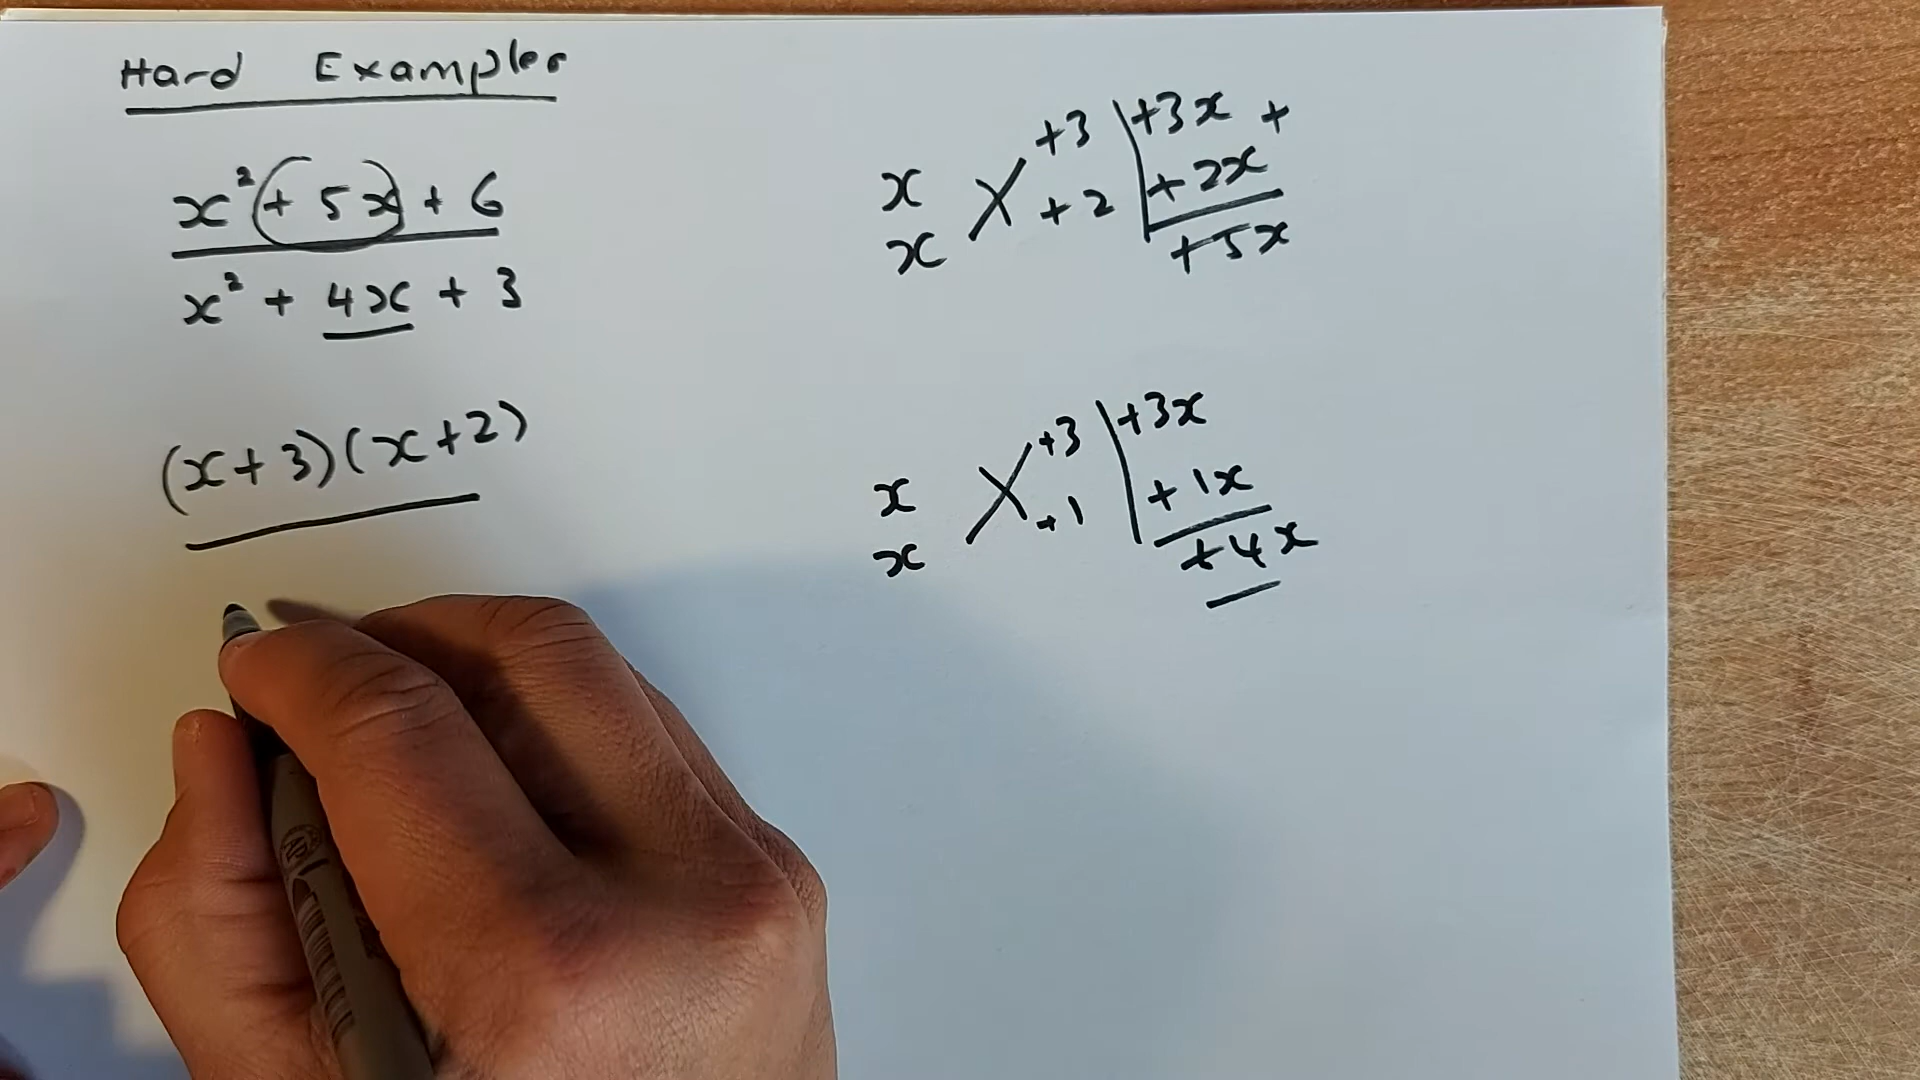 Hard Examples
x² + 5x + 6
x² + 4x + 3
(x+3)(x+2)
x +3 +3x +
x +2 +2x
+5x
x +3 +3x
x +1 +1x
+4x